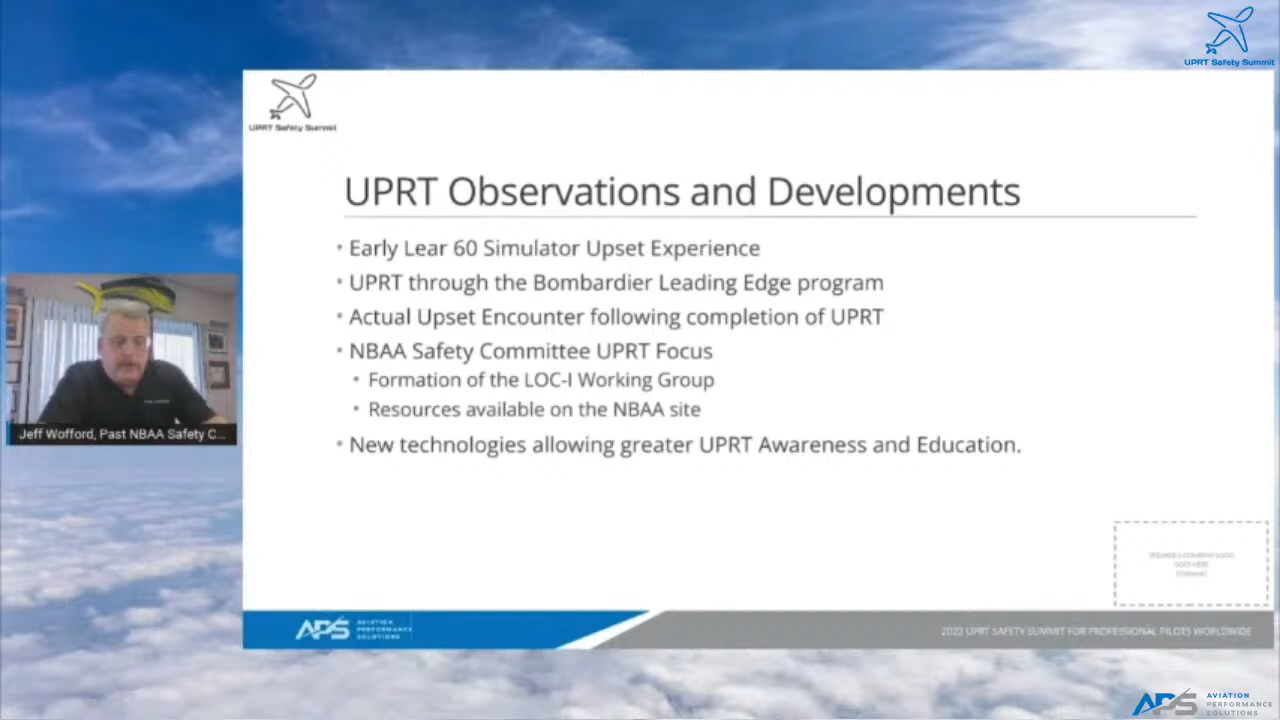 UPRT Safety Summit
UPRT Safety Summit
UPRT Observations and Developments
• Early Lear 60 Simulator Upset Experience
• UPRT through the Bombardier Leading Edge program
• Actual Upset Encounter following completion of UPRT
• NBAA Safety Committee UPRT Focus
• Formation of the LOC-I Working Group
• Resources available on the NBAA site
• New technologies allowing greater UPRT Awareness and Education.
Jeff Wofford, Past NBAA Safety C...
APS AVIATION
PERFORMANCE
SOLUTIONS
UPRT SAFETY SUMMIT FOR PROFESSIONAL PILOTS WORLDWIDE
APS AVIATION
PERFORMANCE
SOLUTIONS